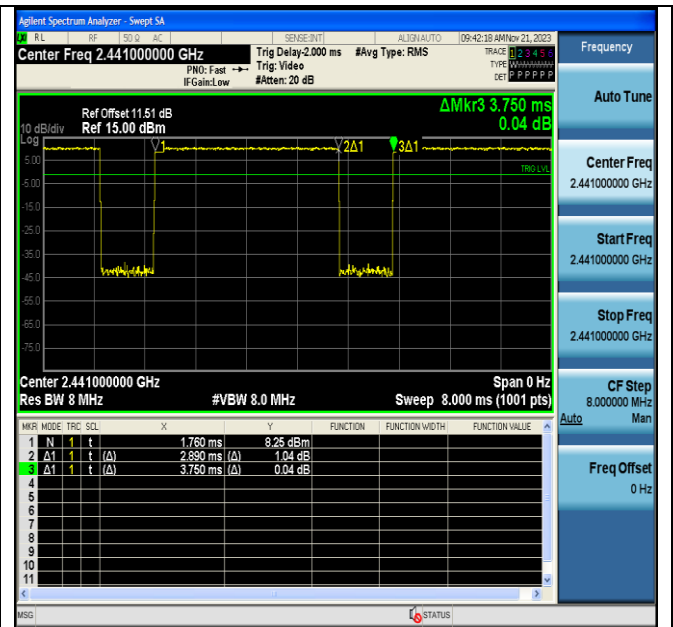 Agilent Spectrum Analyzer - Swept SA
RL RF 50 Ω AC SENSE:INT ALIGNAUTO 09:42:18 AMNov 21, 2023
Center Freq 2.441000000 GHz Trig Delay-2.000 ms #Avg Type: RMS TRACE 1 2 3 4 5 6
PNO: Fast Trig: Video TYPE
IFGain:Low #Atten: 20 dB DET P P P P P P
Frequency
Auto Tune
Center Freq
2.441000000 GHz
Start Freq
2.441000000 GHz
Stop Freq
2.441000000 GHz
CF Step
8.000000 MHz
Auto Man
Freq Offset
0 Hz
ΔMkr3 3.750 ms
0.04 dB
Ref Offset 11.51 dB
10 dB/div Ref 15.00 dBm
Log
1 2Δ1 3Δ1
5.00
TRIG LVL
-5.00
-15.0
-25.0
-35.0
-45.0
-55.0
-65.0
-75.0
Center 2.441000000 GHz Span 0 Hz
Res BW 8 MHz #VBW 8.0 MHz Sweep 8.000 ms (1001 pts)
MKR MODE TRC SCL X Y FUNCTION FUNCTION WIDTH FUNCTION VALUE
1 N 1 t 1.760 ms 8.25 dBm
2 Δ1 1 t (Δ) 2.890 ms (Δ) 1.04 dB
3 Δ1 1 t (Δ) 3.750 ms (Δ) 0.04 dB
4
5
6
7
8
9
10
11
MSG STATUS